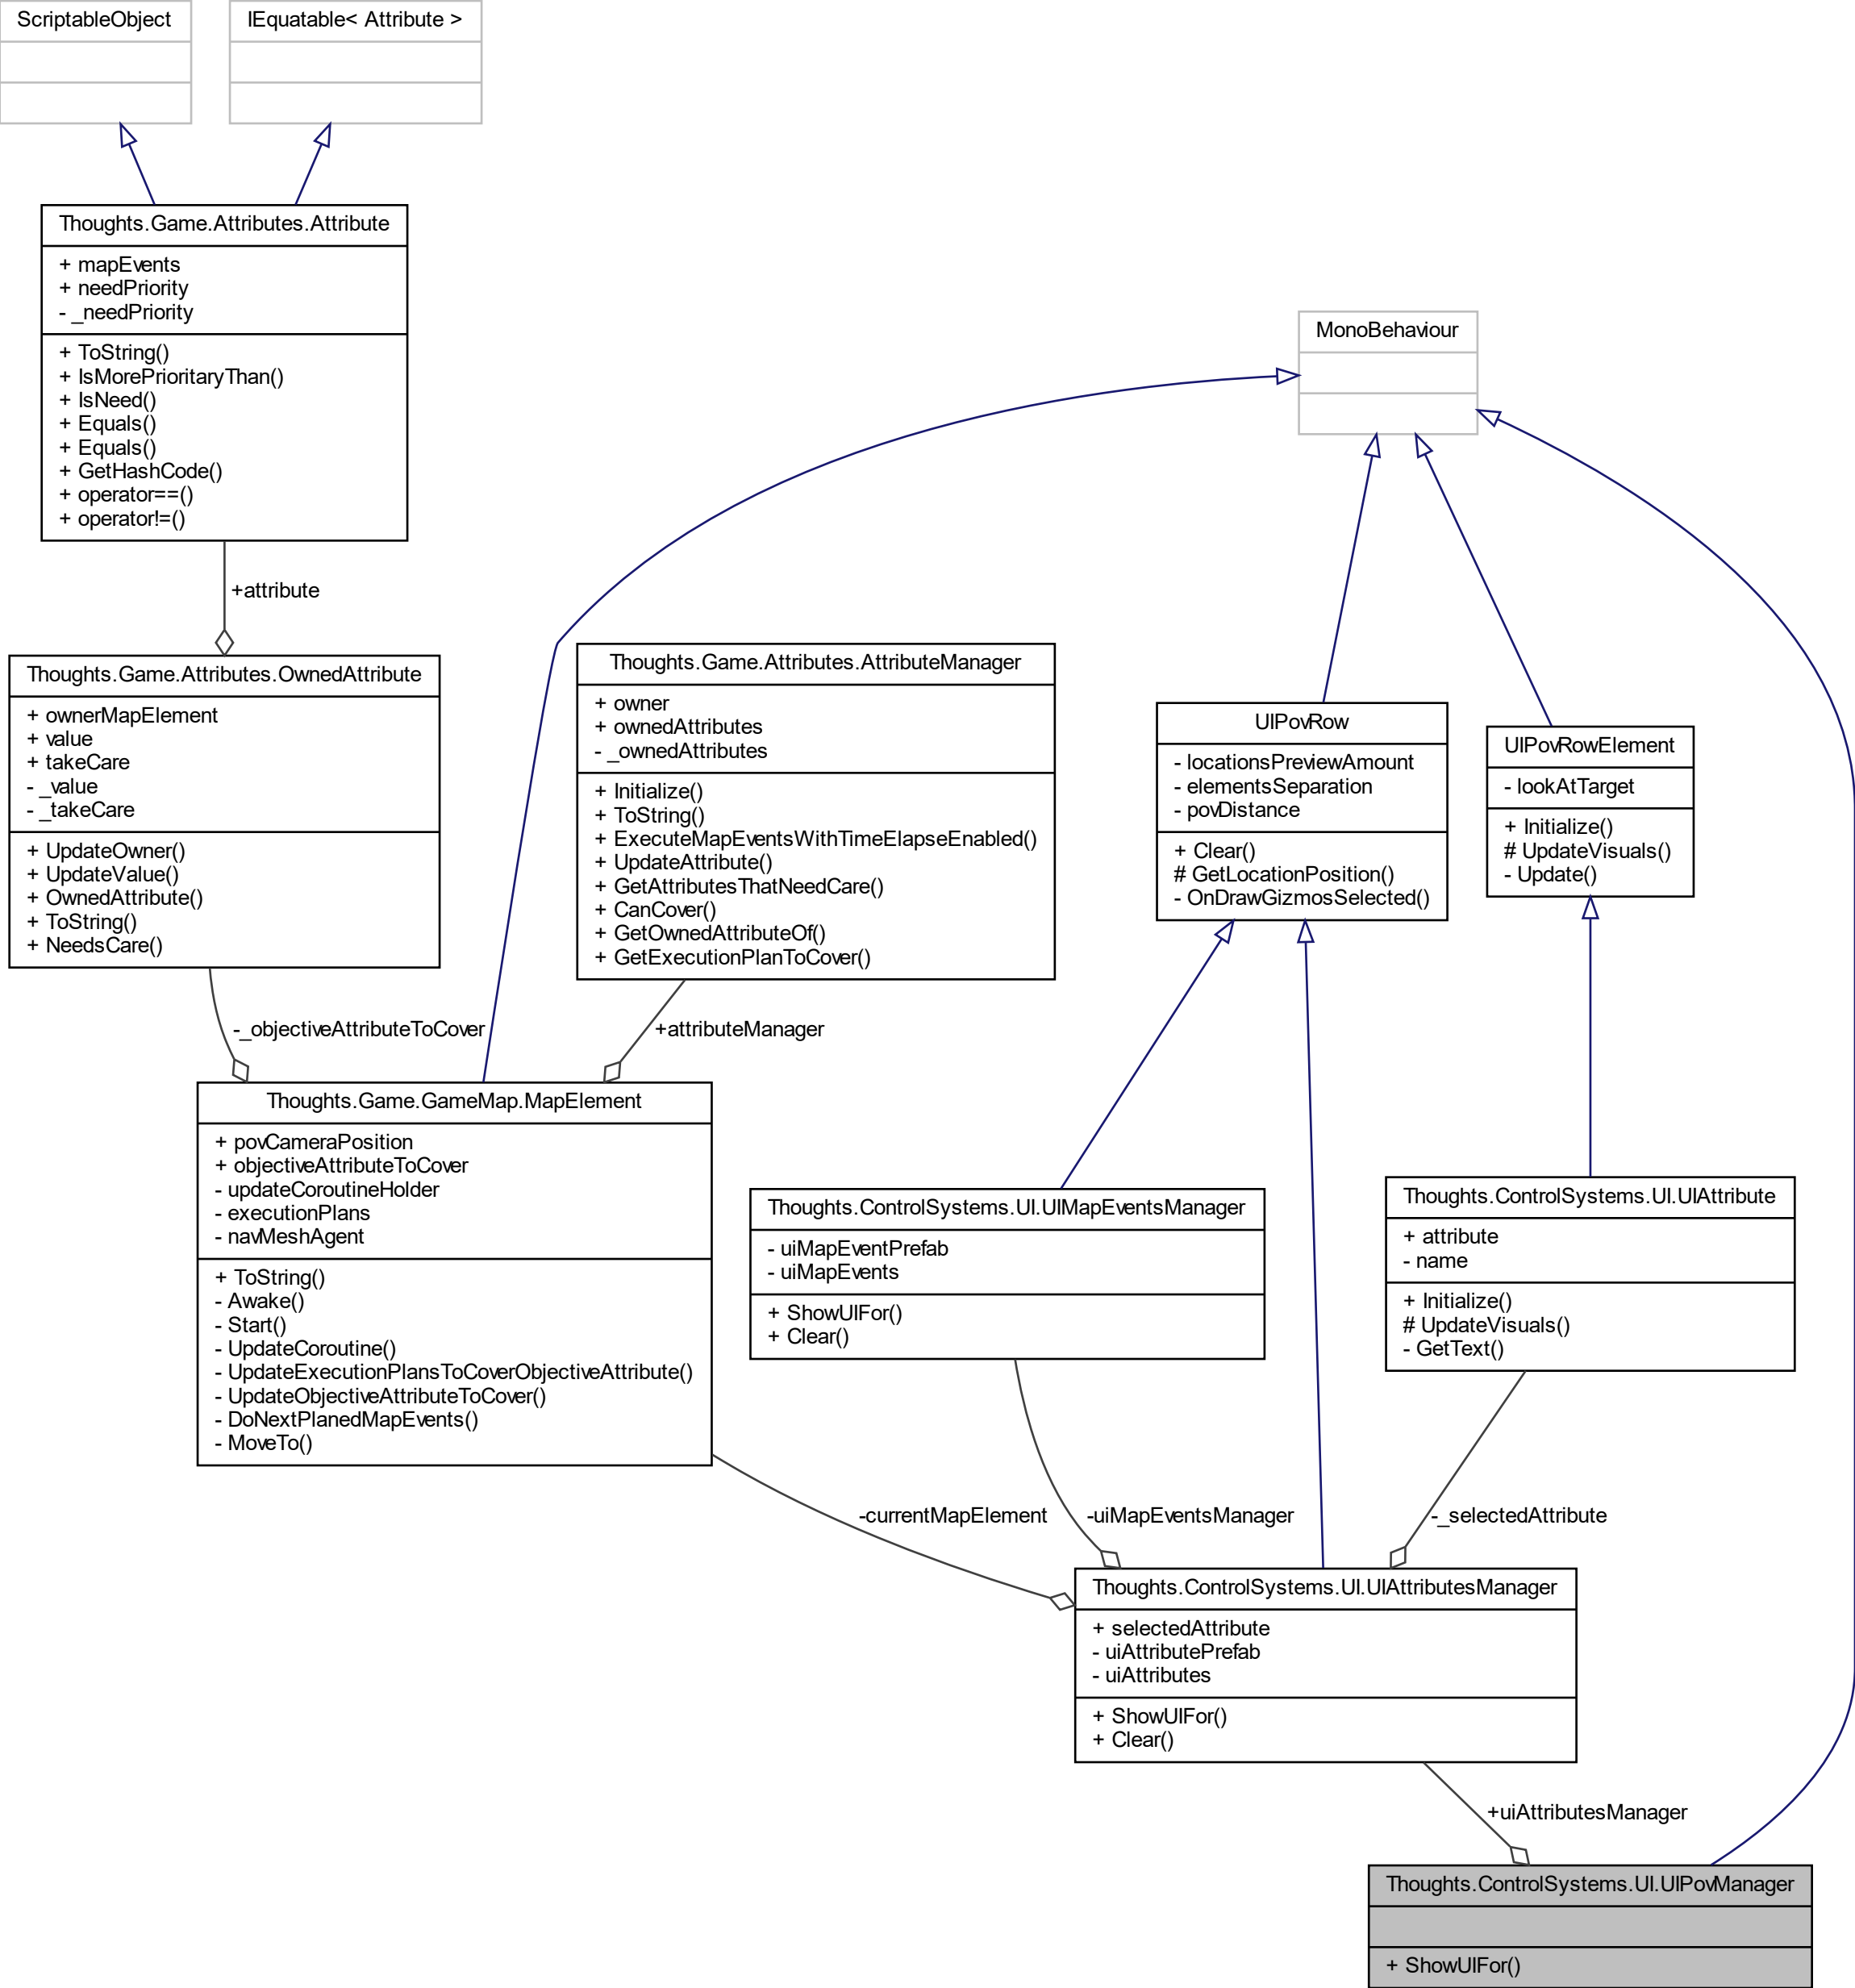 ScriptableObject
IEquatable< Attribute >
Thoughts.Game.Attributes.Attribute
+ mapEvents
+ needPriority
- _needPriority
+ ToString()
+ IsMorePrioritaryThan()
+ IsNeed()
+ Equals()
+ Equals()
+ GetHashCode()
+ operator==()
+ operator!=()
MonoBehaviour
+attribute
Thoughts.Game.Attributes.OwnedAttribute
+ ownerMapElement
+ value
+ takeCare
- _value
- _takeCare
+ UpdateOwner()
+ UpdateValue()
+ OwnedAttribute()
+ ToString()
+ NeedsCare()
Thoughts.Game.Attributes.AttributeManager
+ owner
+ ownedAttributes
- _ownedAttributes
+ Initialize()
+ ToString()
+ ExecuteMapEventsWithTimeElapseEnabled()
+ UpdateAttribute()
+ GetAttributesThatNeedCare()
+ CanCover()
+ GetOwnedAttributeOf()
+ GetExecutionPlanToCover()
UIPovRow
- locationsPreviewAmount
- elementsSeparation
- povDistance
+ Clear()
# GetLocationPosition()
- OnDrawGizmosSelected()
UIPovRowElement
- lookAtTarget
+ Initialize()
# UpdateVisuals()
- Update()
-_objectiveAttributeToCover
+attributeManager
Thoughts.Game.GameMap.MapElement
+ povCameraPosition
+ objectiveAttributeToCover
- updateCoroutineHolder
- executionPlans
- navMeshAgent
+ ToString()
- Awake()
- Start()
- UpdateCoroutine()
- UpdateExecutionPlansToCoverObjectiveAttribute()
- UpdateObjectiveAttributeToCover()
- DoNextPlanedMapEvents()
- MoveTo()
Thoughts.ControlSystems.UI.UIMapEventsManager
- uiMapEventPrefab
- uiMapEvents
+ ShowUIFor()
+ Clear()
Thoughts.ControlSystems.UI.UIAttribute
+ attribute
- name
+ Initialize()
# UpdateVisuals()
- GetText()
-currentMapElement
-uiMapEventsManager
-_selectedAttribute
Thoughts.ControlSystems.UI.UIAttributesManager
+ selectedAttribute
- uiAttributePrefab
- uiAttributes
+ ShowUIFor()
+ Clear()
+uiAttributesManager
Thoughts.ControlSystems.UI.UIPovManager
+ ShowUIFor()